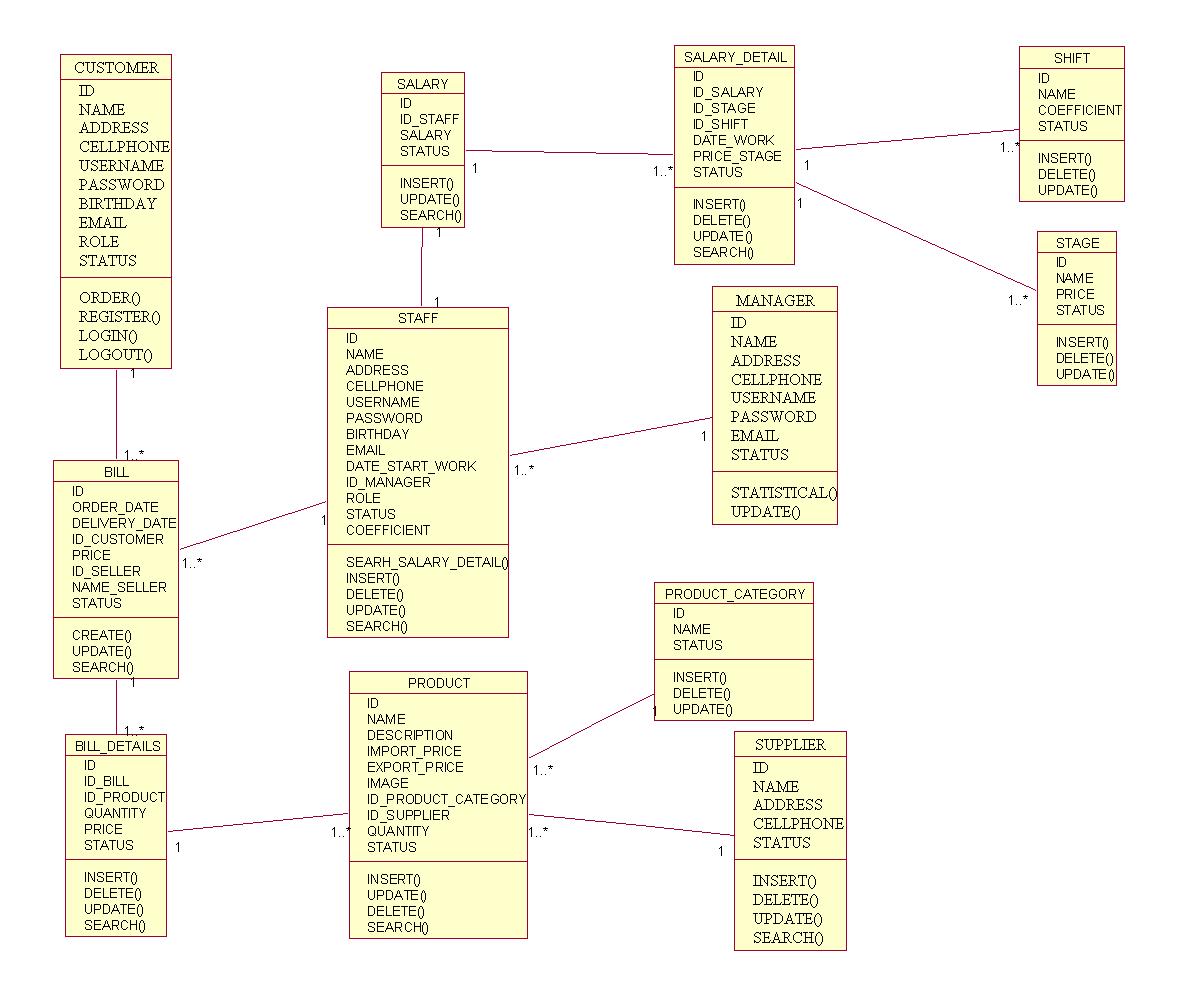 CUSTOMER
ID
NAME
ADDRESS
CELLPHONE
USERNAME
PASSWORD
BIRTHDAY
EMAIL
ROLE
STATUS
ORDER()
REGISTER()
LOGIN()
LOGOUT()
1
1..*
SALARY
ID
ID_STAFF
SALARY
STATUS
INSERT()
UPDATE()
SEARCH()
1
1..*
1
1
SALARY_DETAIL
ID
ID_SALARY
ID_STAGE
ID_SHIFT
DATE_WORK
PRICE_STAGE
STATUS
INSERT()
DELETE()
UPDATE()
SEARCH()
1
1..*
1
1..*
SHIFT
ID
NAME
COEFFICIENT
STATUS
INSERT()
DELETE()
UPDATE()
STAGE
ID
NAME
PRICE
STATUS
INSERT()
DELETE()
UPDATE()
STAFF
ID
NAME
ADDRESS
CELLPHONE
USERNAME
PASSWORD
BIRTHDAY
EMAIL
DATE_START_WORK
ID_MANAGER
ROLE
STATUS
COEFFICIENT
SEARH_SALARY_DETAIL()
INSERT()
DELETE()
UPDATE()
SEARCH()
1..*
1
MANAGER
ID
NAME
ADDRESS
CELLPHONE
USERNAME
PASSWORD
EMAIL
STATUS
STATISTICAL()
UPDATE()
BILL
ID
ORDER_DATE
DELIVERY_DATE
ID_CUSTOMER
PRICE
ID_SELLER
NAME_SELLER
STATUS
CREATE()
UPDATE()
SEARCH()
1..*
1
1
1..*
BILL_DETAILS
ID
ID_BILL
ID_PRODUCT
QUANTITY
PRICE
STATUS
INSERT()
DELETE()
UPDATE()
SEARCH()
1
1..*
PRODUCT
ID
NAME
DESCRIPTION
IMPORT_PRICE
EXPORT_PRICE
IMAGE
ID_PRODUCT_CATEGORY
ID_SUPPLIER
QUANTITY
STATUS
INSERT()
UPDATE()
DELETE()
SEARCH()
1..*
1
1..*
1
PRODUCT_CATEGORY
ID
NAME
STATUS
INSERT()
DELETE()
UPDATE()
SUPPLIER
ID
NAME
ADDRESS
CELLPHONE
STATUS
INSERT()
DELETE()
UPDATE()
SEARCH()